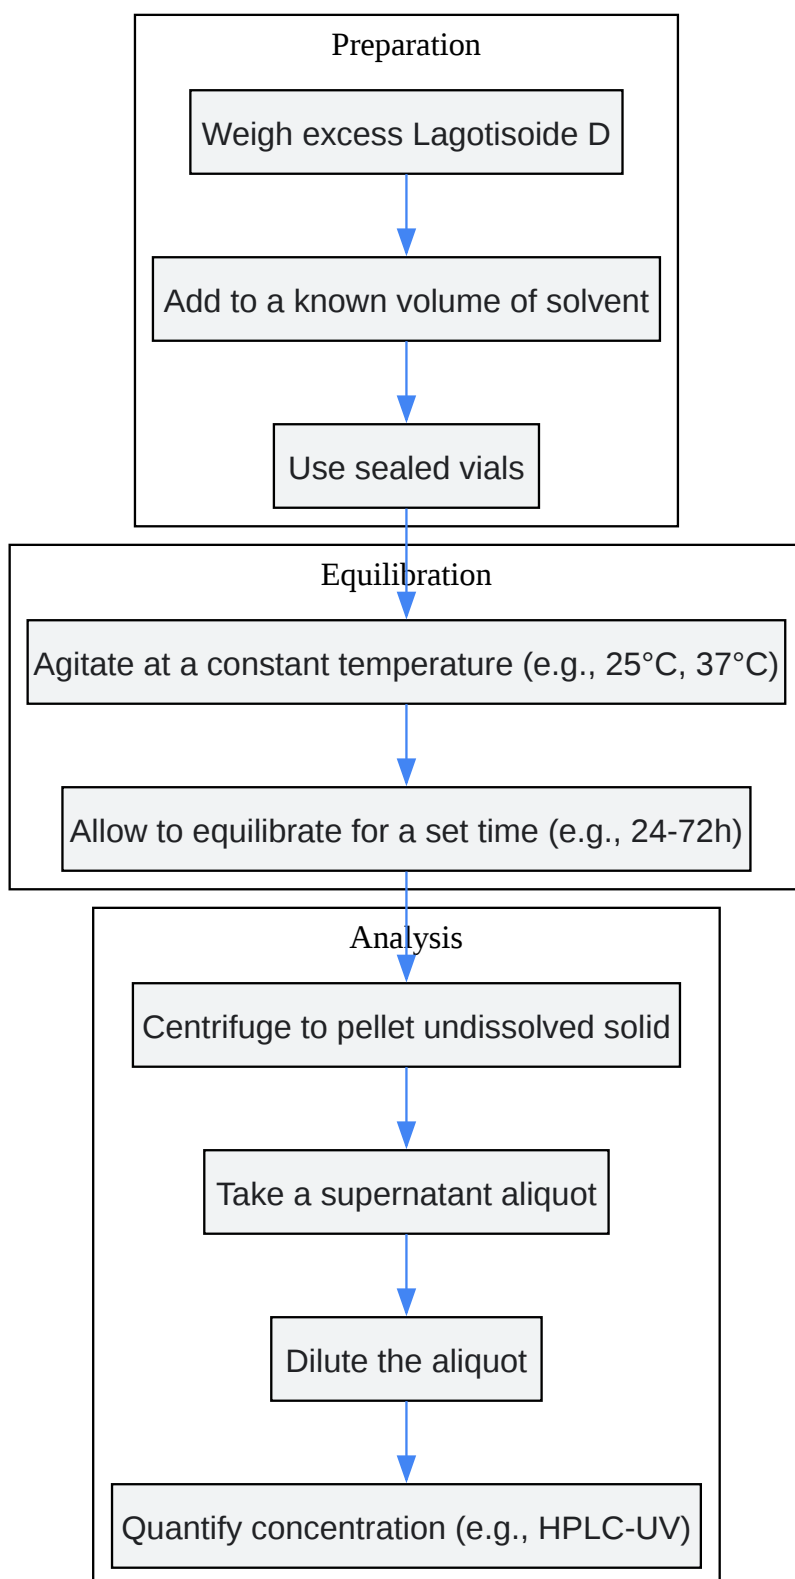 Preparation
Weigh excess Lagotisoide D
Add to a known volume of solvent
Use sealed vials
Equilibration
Agitate at a constant temperature (e.g., 25°C, 37°C)
Allow to equilibrate for a set time (e.g., 24-72h)
Analysis
Centrifuge to pellet undissolved solid
Take a supernatant aliquot
Dilute the aliquot
Quantify concentration (e.g., HPLC-UV)